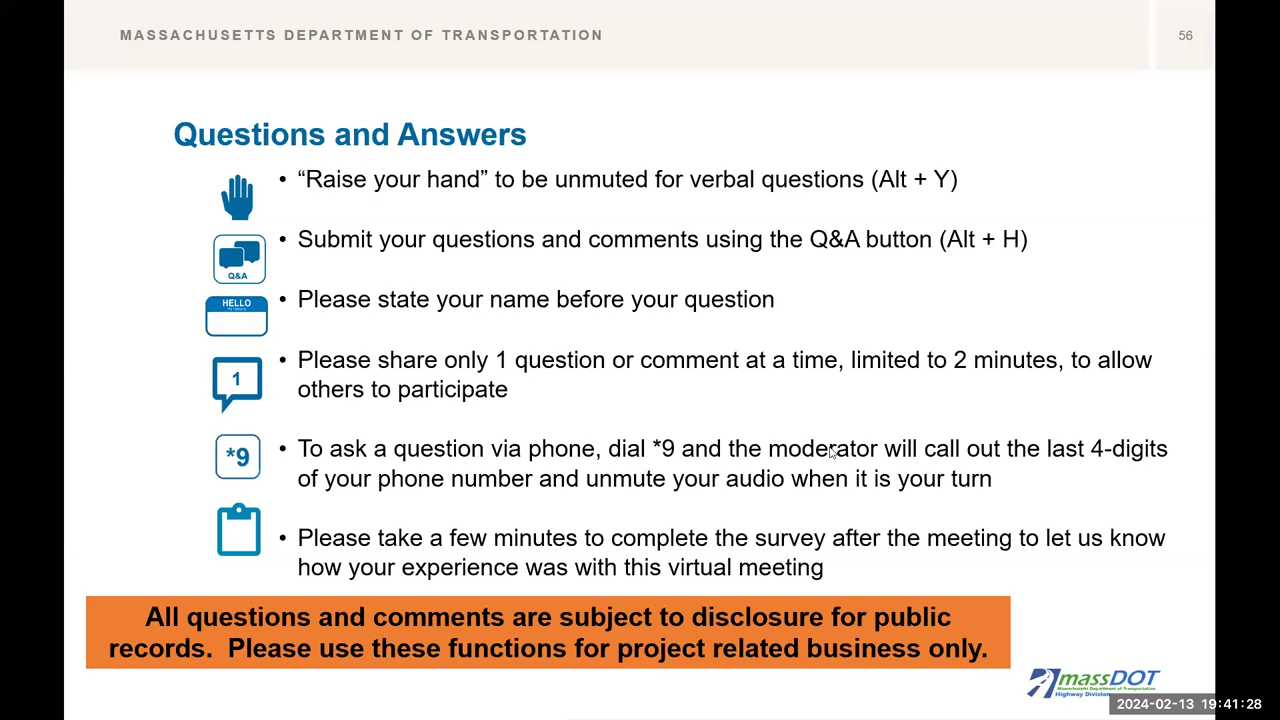 MASSACHUSETTS DEPARTMENT OF TRANSPORTATION
56
Questions and Answers
• “Raise your hand” to be unmuted for verbal questions (Alt + Y)
Q&A
• Submit your questions and comments using the Q&A button (Alt + H)
HELLO
• Please state your name before your question
1
• Please share only 1 question or comment at a time, limited to 2 minutes, to allow
others to participate
*9
• To ask a question via phone, dial *9 and the moderator will call out the last 4-digits
of your phone number and unmute your audio when it is your turn
• Please take a few minutes to complete the survey after the meeting to let us know
how your experience was with this virtual meeting
All questions and comments are subject to disclosure for public
records.  Please use these functions for project related business only.
massDOT
Massachusetts Department of Transportation
Highway Division
2024-02-13 19:41:28